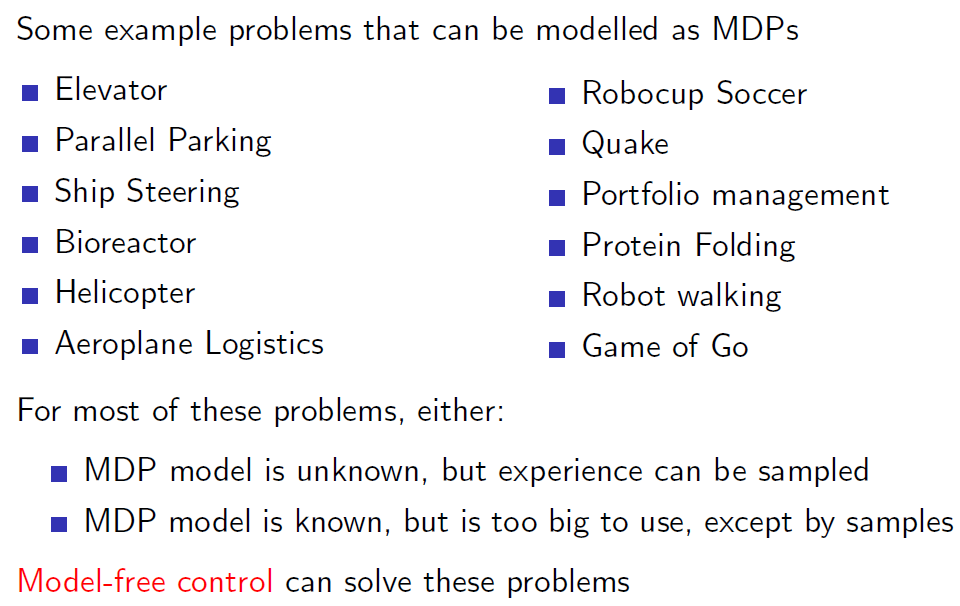 Some example problems that can be modelled as MDPs
Elevator
Parallel Parking
Ship Steering
Bioreactor
Helicopter
Aeroplane Logistics
Robocup Soccer
Quake
Portfolio management
Protein Folding
Robot walking
Game of Go
For most of these problems, either:
MDP model is unknown, but experience can be sampled
MDP model is known, but is too big to use, except by samples
Model-free control can solve these problems